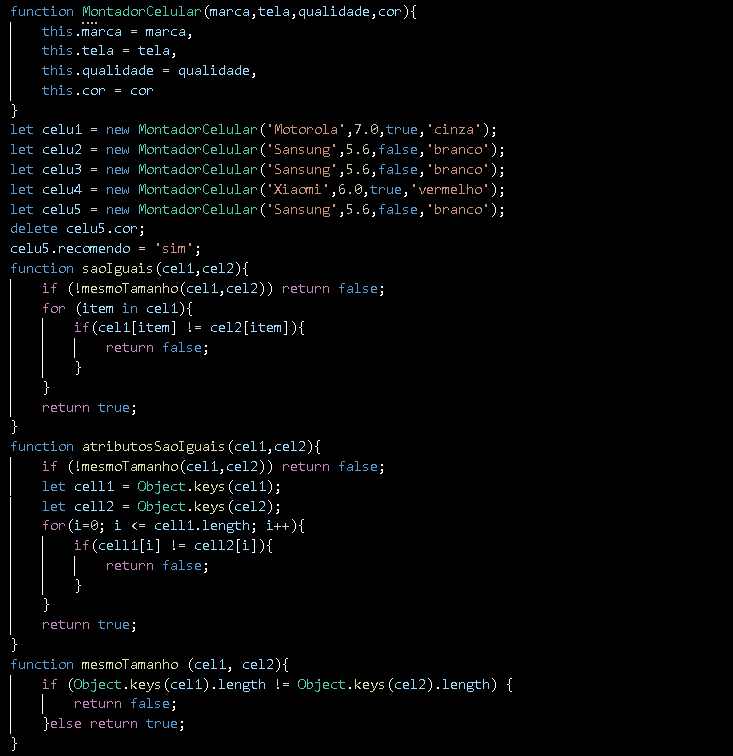 function MontadorCelular(marca,tela,qualidade,cor){
    this.marca = marca,
    this.tela = tela,
    this.qualidade = qualidade,
    this.cor = cor
}
let celu1 = new MontadorCelular('Motorola',7.0,true,'cinza');
let celu2 = new MontadorCelular('Sansung',5.6,false,'branco');
let celu3 = new MontadorCelular('Sansung',5.6,false,'branco');
let celu4 = new MontadorCelular('Xiaomi',6.0,true,'vermelho');
let celu5 = new MontadorCelular('Sansung',5.6,false,'branco');
delete celu5.cor;
celu5.recomendo = 'sim';
function saoIguais(cel1,cel2){
    if (!mesmoTamanho(cel1,cel2)) return false;
    for (item in cel1){
        if(cel1[item] != cel2[item]){
            return false;
        }
    }
    return true;
}
function atributosSaoIguais(cel1,cel2){
    if (!mesmoTamanho(cel1,cel2)) return false;
    let cell1 = Object.keys(cel1);
    let cell2 = Object.keys(cel2);
    for(i=0; i <= cell1.length; i++){
        if(cell1[i] != cell2[i]){
            return false;
        }
    }
    return true;
}
function mesmoTamanho (cel1, cel2){
    if (Object.keys(cel1).length != Object.keys(cel2).length) {
        return false;
    }else return true;
}